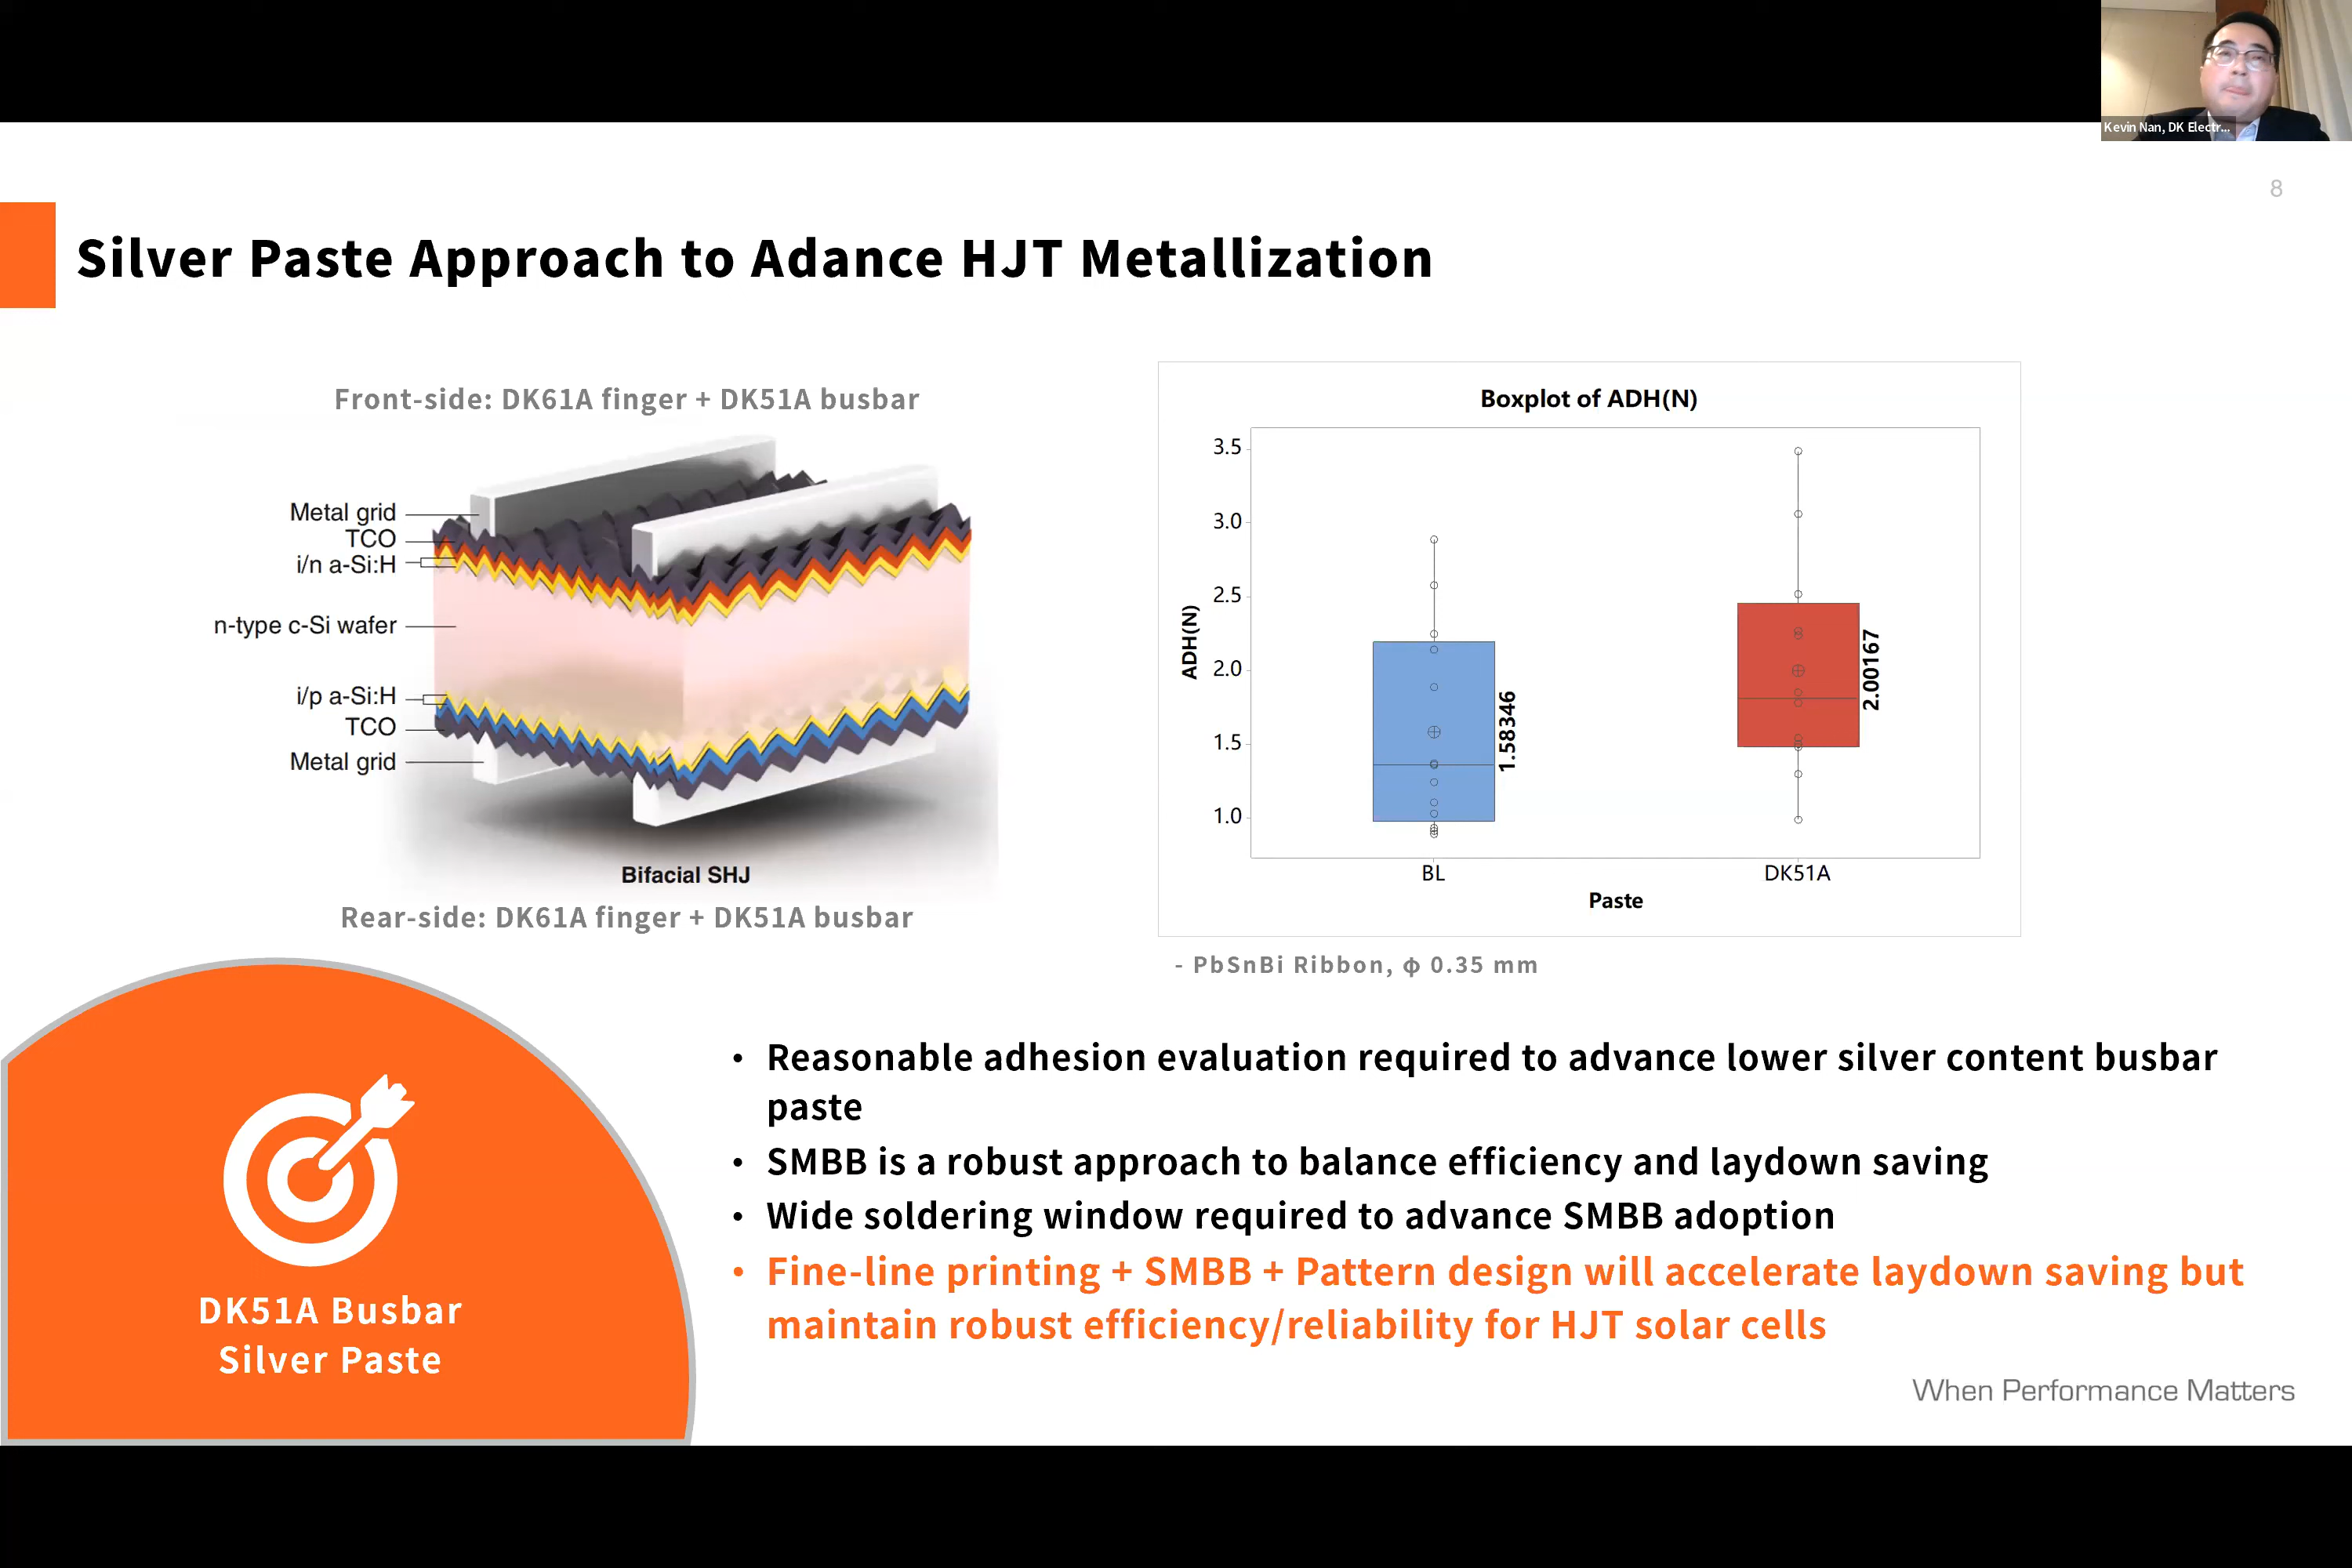 Kevin Nan, DK Electr...
8
Silver Paste Approach to Adance HJT Metallization
Front-side: DK61A finger + DK51A busbar
Metal grid
TCO
i/n a-Si:H
n-type c-Si wafer
i/p a-Si:H
TCO
Metal grid
Bifacial SHJ
Rear-side: DK61A finger + DK51A busbar
Boxplot of ADH(N)
ADH(N)
3.5
3.0
2.5
2.0
1.5
1.0
1.58346
2.00167
BL
DK51A
Paste
- PbSnBi Ribbon, ϕ 0.35 mm
DK51A Busbar
Silver Paste
• Reasonable adhesion evaluation required to advance lower silver content busbar
paste
• SMBB is a robust approach to balance efficiency and laydown saving
• Wide soldering window required to advance SMBB adoption
• Fine-line printing + SMBB + Pattern design will accelerate laydown saving but
maintain robust efficiency/reliability for HJT solar cells
When Performance Matters